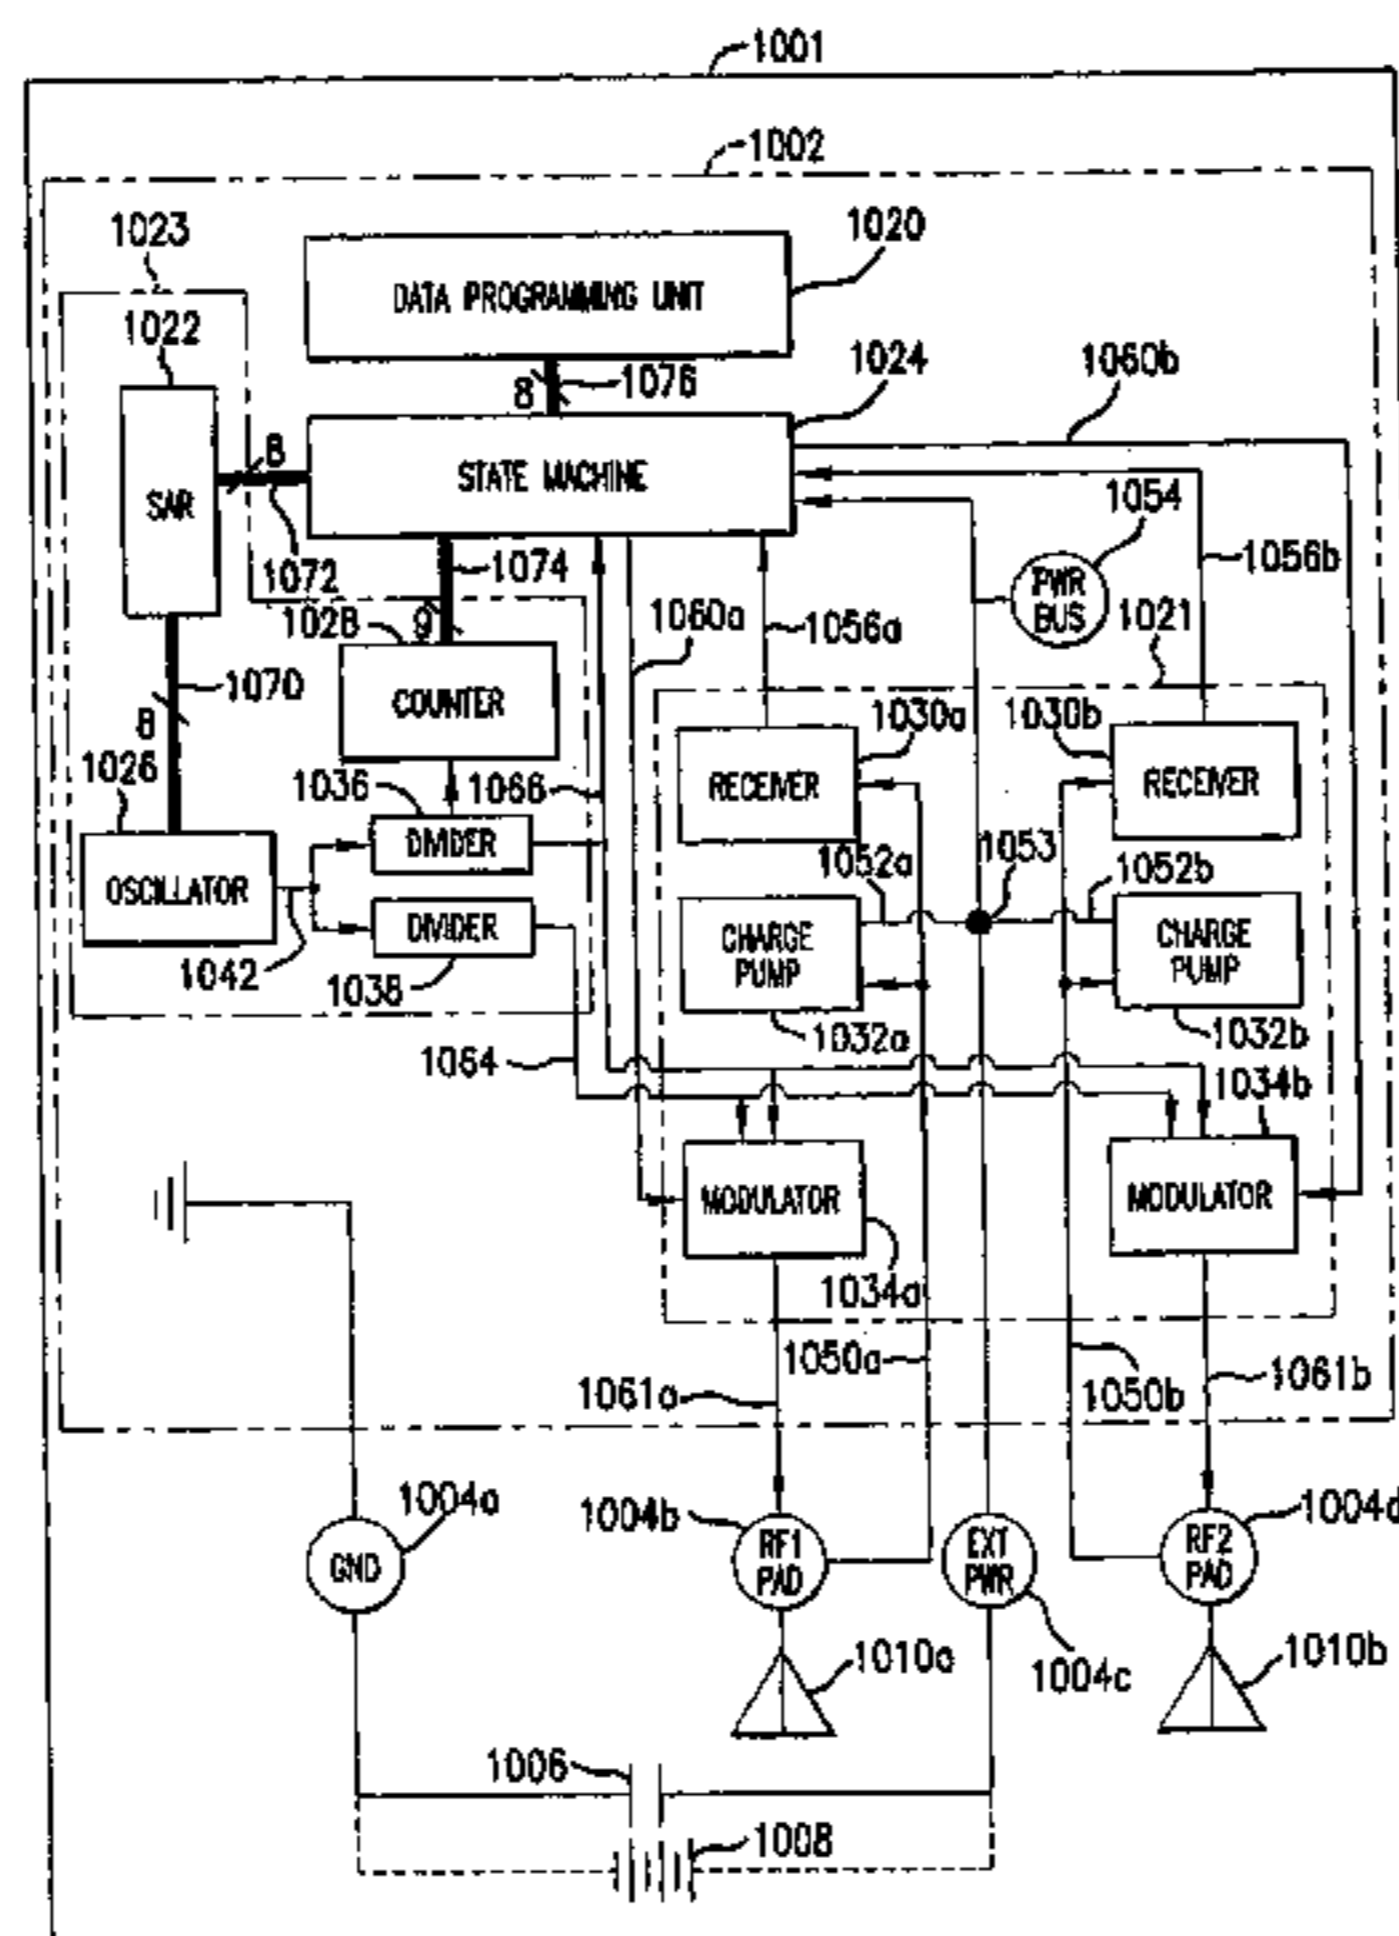 1001
1002
1023
1020
DATA PROGRAMMING UNIT
1022
1024
1060b
8
1076
8
STATE MACHINE
1054
SAR
1072
1074
1056b
PWR
BUS
1028
9
1060a
1056a
1021
1070
8
COUNTER
1030a
1030b
1026
1036
1066
RECEIVER
RECEIVER
DIVIDER
1052a
1053
1052b
OSCILLATOR
DIVIDER
CHARGE
PUMP
CHARGE
PUMP
1042
1038
1032a
1032b
1064
1034b
MODULATOR
MODULATOR
1034a
1050a
1061a
1050b
1061b
1004a
1004b
1004d
GND
RF1
PAD
EXT
PWR
RF2
PAD
1010a
1004c
1010b
1006
1008